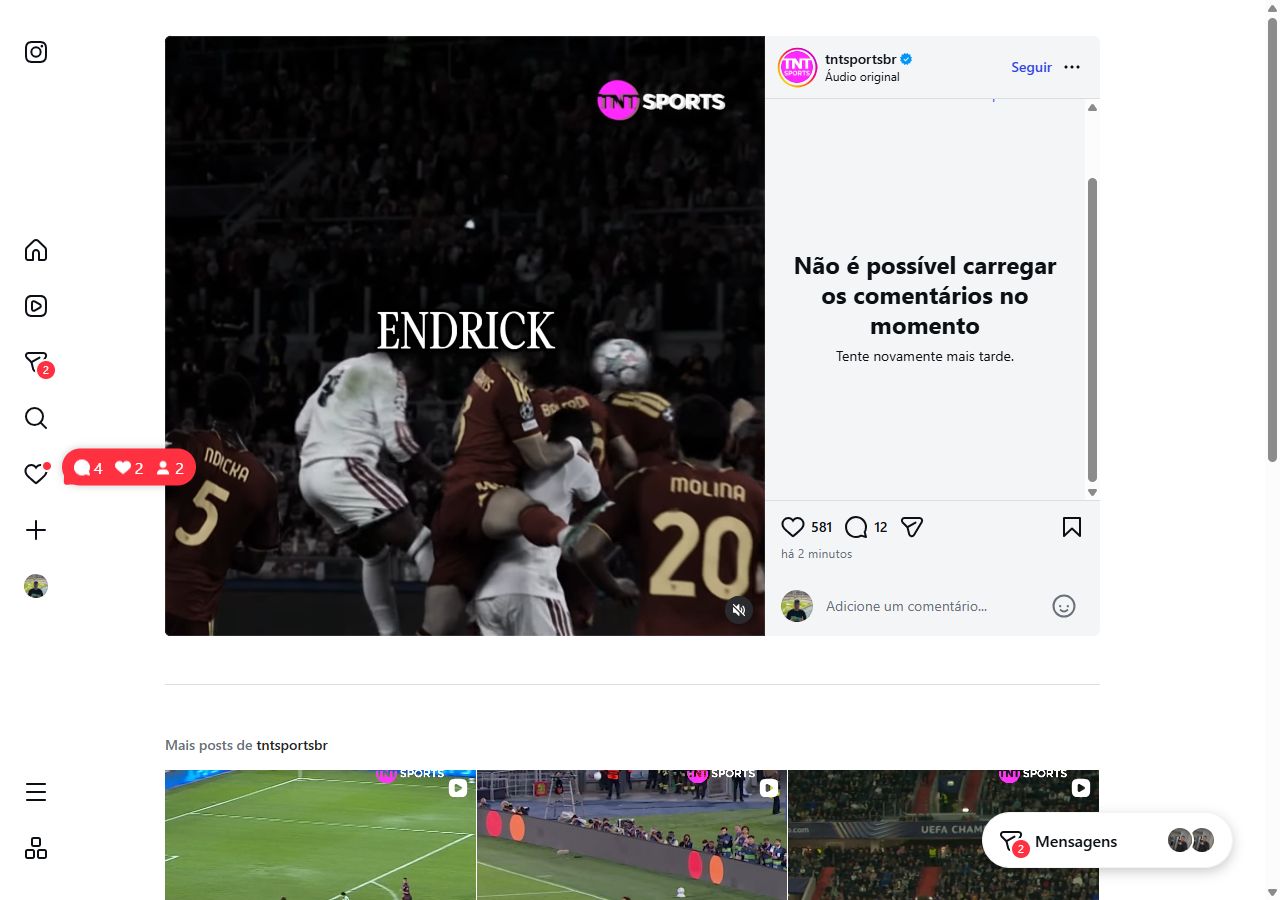 TNT SPORTS
ENDRICK
NDICKA
5
MOLINA
20
TNT SPORTS
tntsportsbr
Áudio original
Seguir
Não é possível carregar
os comentários no
momento
Tente novamente mais tarde.
581
12
há 2 minutos
Adicione um comentário...
2
4
2
2
Mais posts de tntsportsbr
TNT SPORTS
TNT SPORTS
TNT SPORTS
UEFA CHAM
Mensagens
2